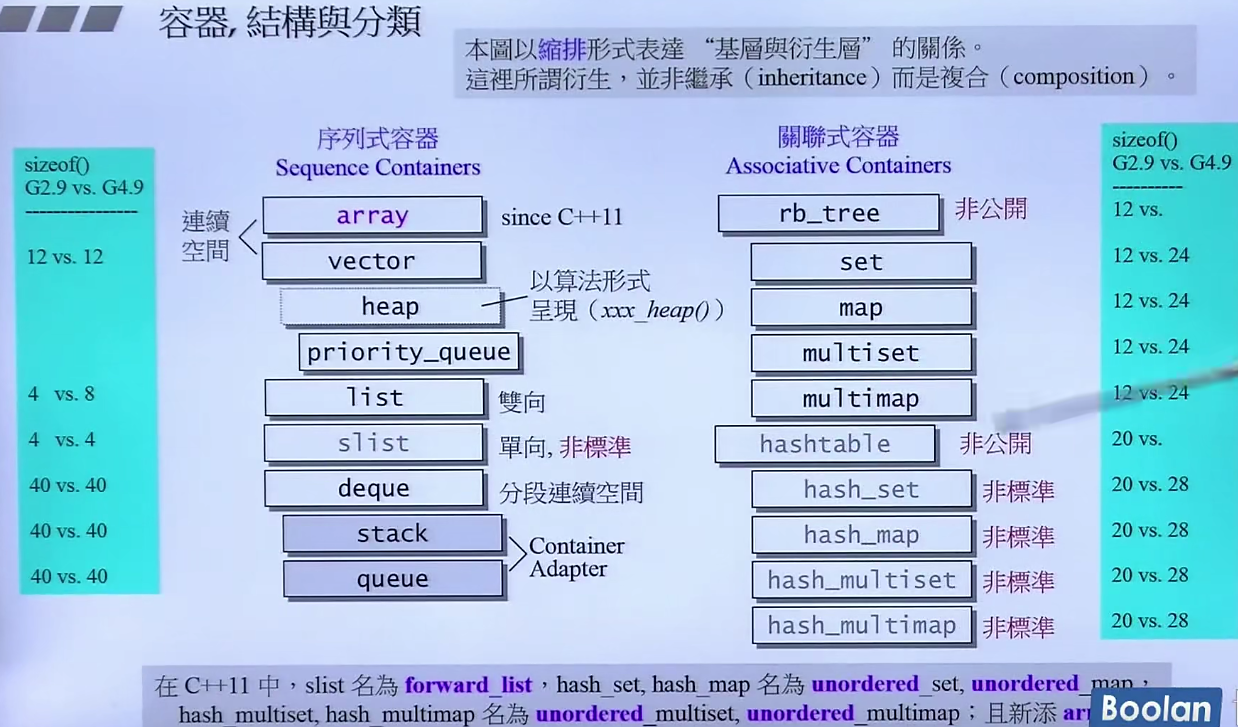 容器, 結構與分類
本圖以縮排形式表達 “基層與衍生層” 的關係。
這裡所謂衍生，並非繼承（inheritance）而是複合（composition）。
sizeof()
G2.9 vs. G4.9
----------------
12 vs. 12
4 vs. 8
4 vs. 4
40 vs. 40
40 vs. 40
40 vs. 40
序列式容器
Sequence Containers
連續
空間
array
since C++11
vector
heap
以算法形式
呈現（xxx_heap()）
priority_queue
list 雙向
slist 單向, 非標準
deque 分段連續空間
stack
queue
Container
Adapter
關聯式容器
Associative Containers
rb_tree 非公開
set
map
multiset
multimap
hashtable 非公開
hash_set 非標準
hash_map 非標準
hash_multiset 非標準
hash_multimap 非標準
sizeof()
G2.9 vs. G4.9
----------
12 vs.
12 vs. 24
12 vs. 24
12 vs. 24
12 vs. 24
20 vs.
20 vs. 28
20 vs. 28
20 vs. 28
20 vs. 28
在 C++11 中，slist 名為 forward_list，hash_set, hash_map 名為 unordered_set, unordered_map，
hash_multiset, hash_multimap 名為 unordered_multiset, unordered_multimap；且新添
Boolan